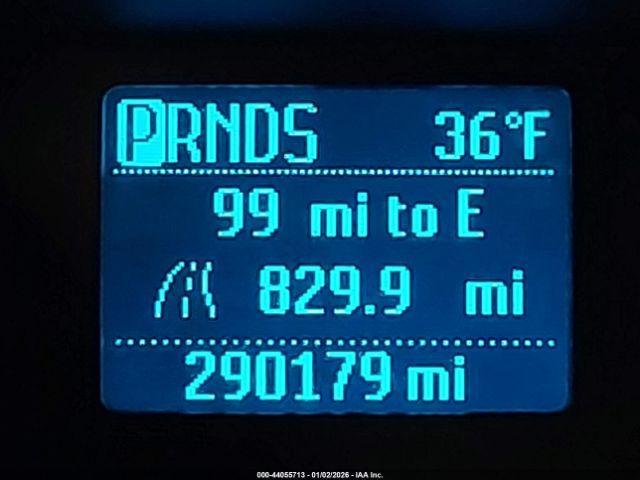 PRNDS 36°F
99 mi to E
829.9 mi
290179 mi
000-44055713 - 01/02/2026 - IAA Inc.